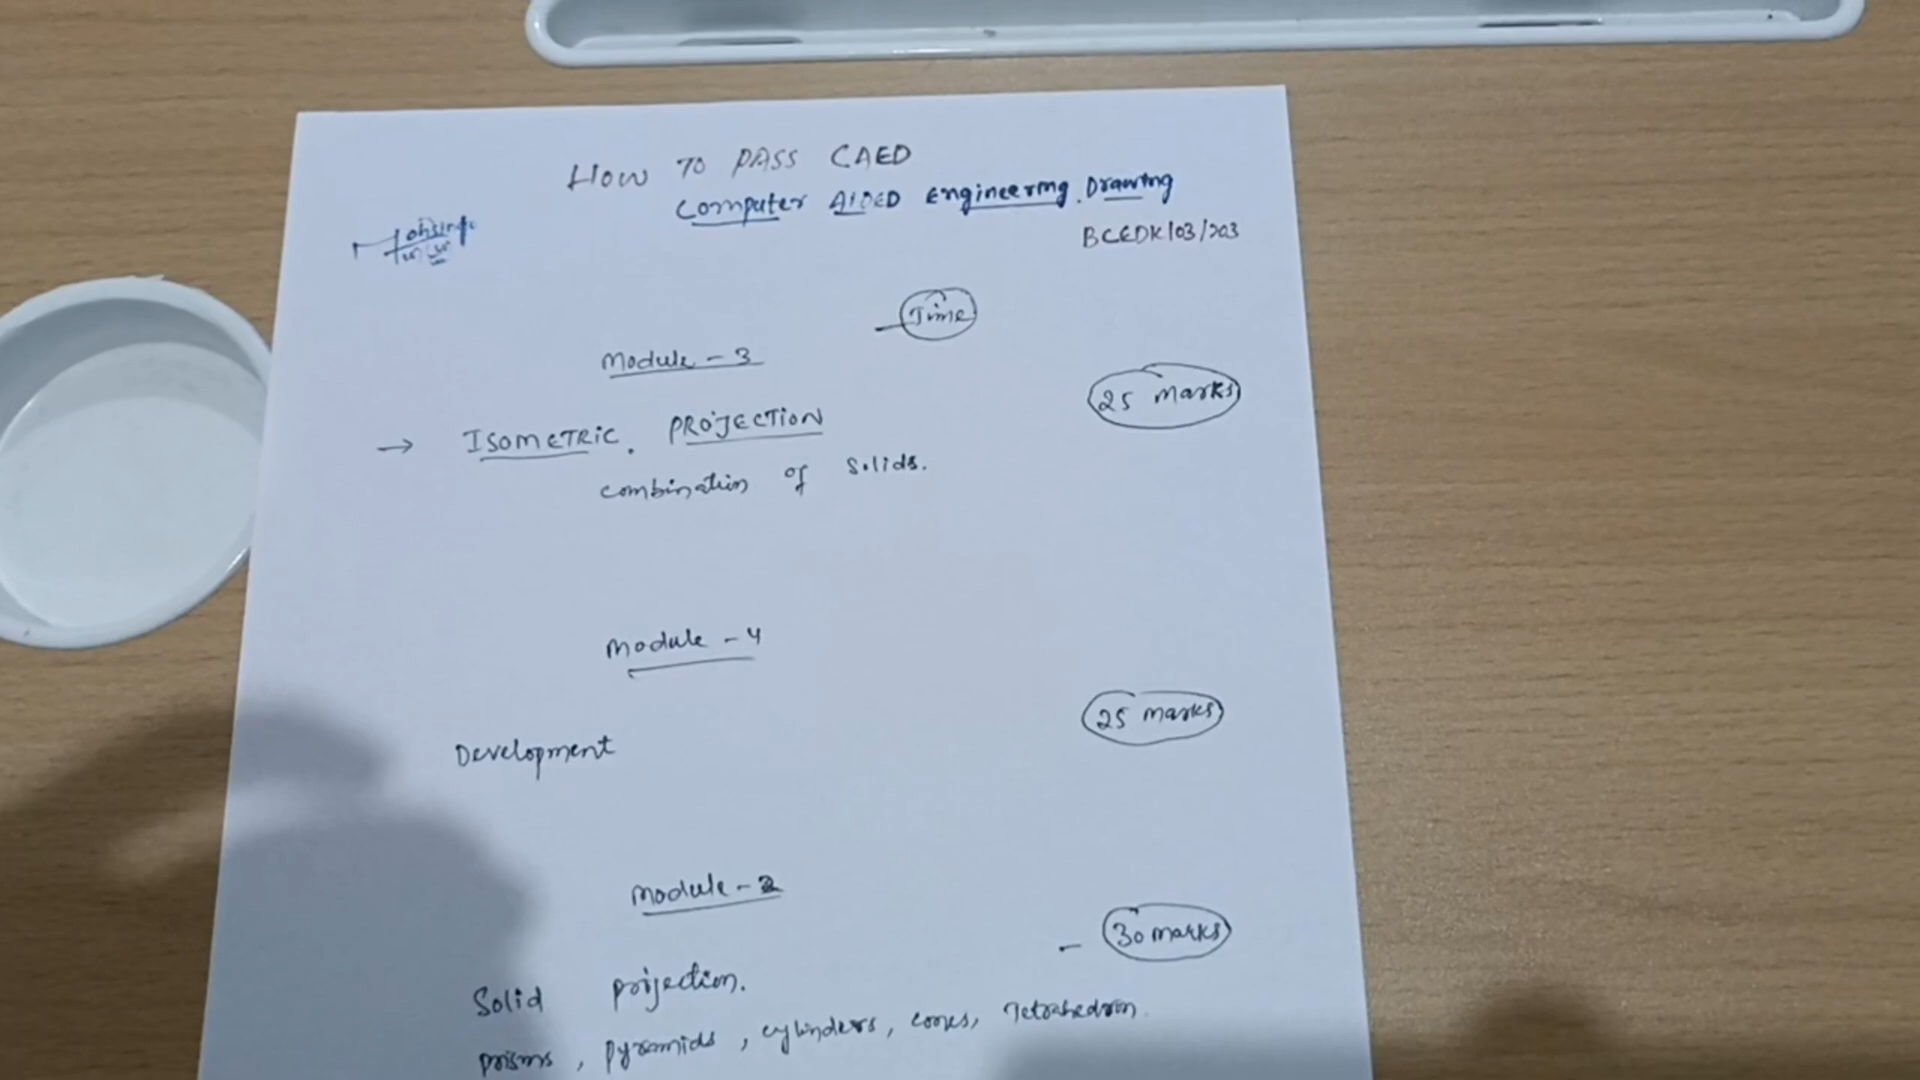 HOW TO PASS CAED
Computer AIDED Engineering Drawing
BCEDK103/203
Time
Module - 3
25 marks
→ ISOMETRIC. PROJECTION
combination of Solids.
Module - 4
25 marks
Development
Module - 2
- 30 marks
Solid projection.
prisms, pyramids, cylinders, cones, Tetrahedron.